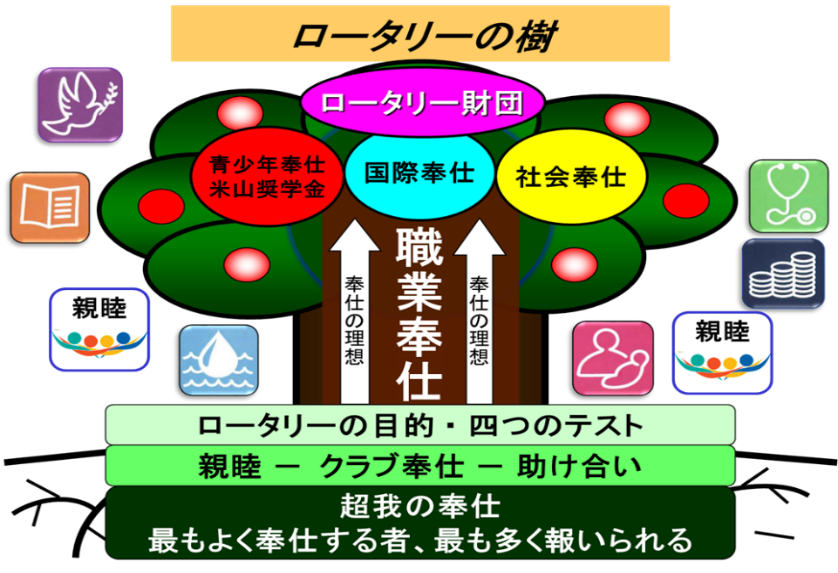 ロータリーの樹
ロータリー財団
青少年奉仕
米山奨学金
国際奉仕
社会奉仕
職業奉仕
奉仕の理想
奉仕の理想
親睦
親睦
ロータリーの目的・四つのテスト
親睦 － クラブ奉仕 － 助け合い
超我の奉仕
最もよく奉仕する者、最も多く報いられる